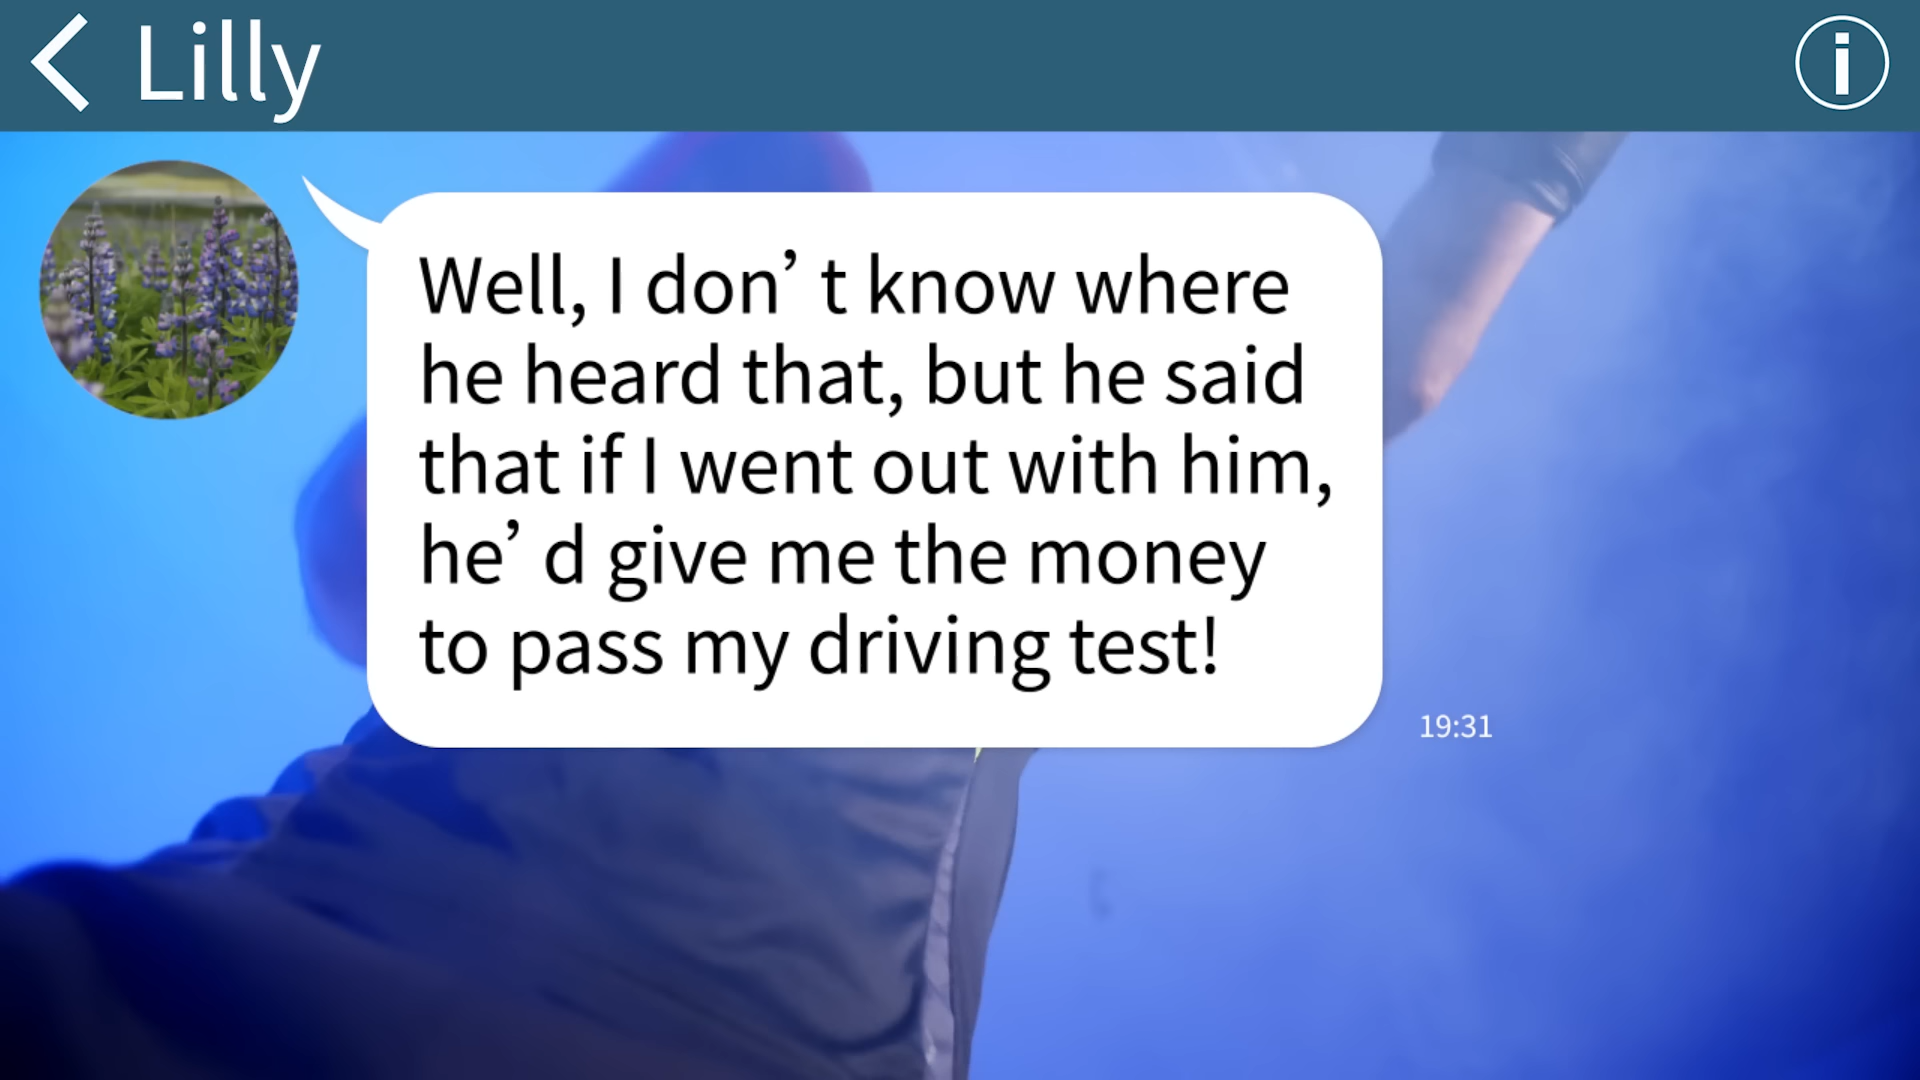 Lilly
Well, I don’t know where
he heard that, but he said
that if I went out with him,
he’d give me the money
to pass my driving test!
19:31